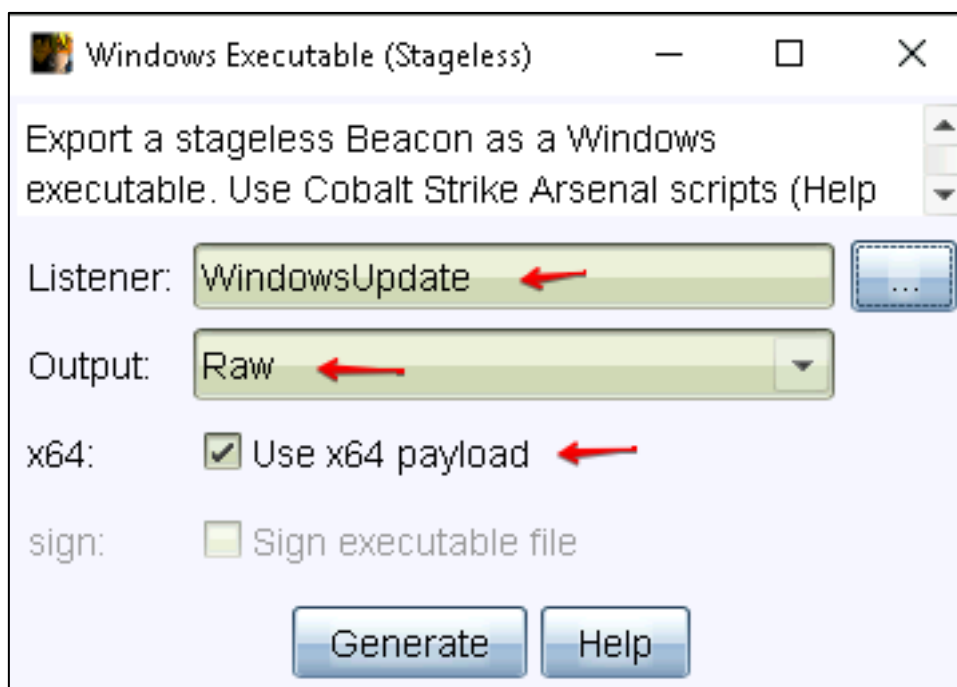 Windows Executable (Stageless)
Export a stageless Beacon as a Windows
executable. Use Cobalt Strike Arsenal scripts (Help
Listener: WindowsUpdate ...
Output: Raw
x64: Use x64 payload
sign: Sign executable file
Generate Help